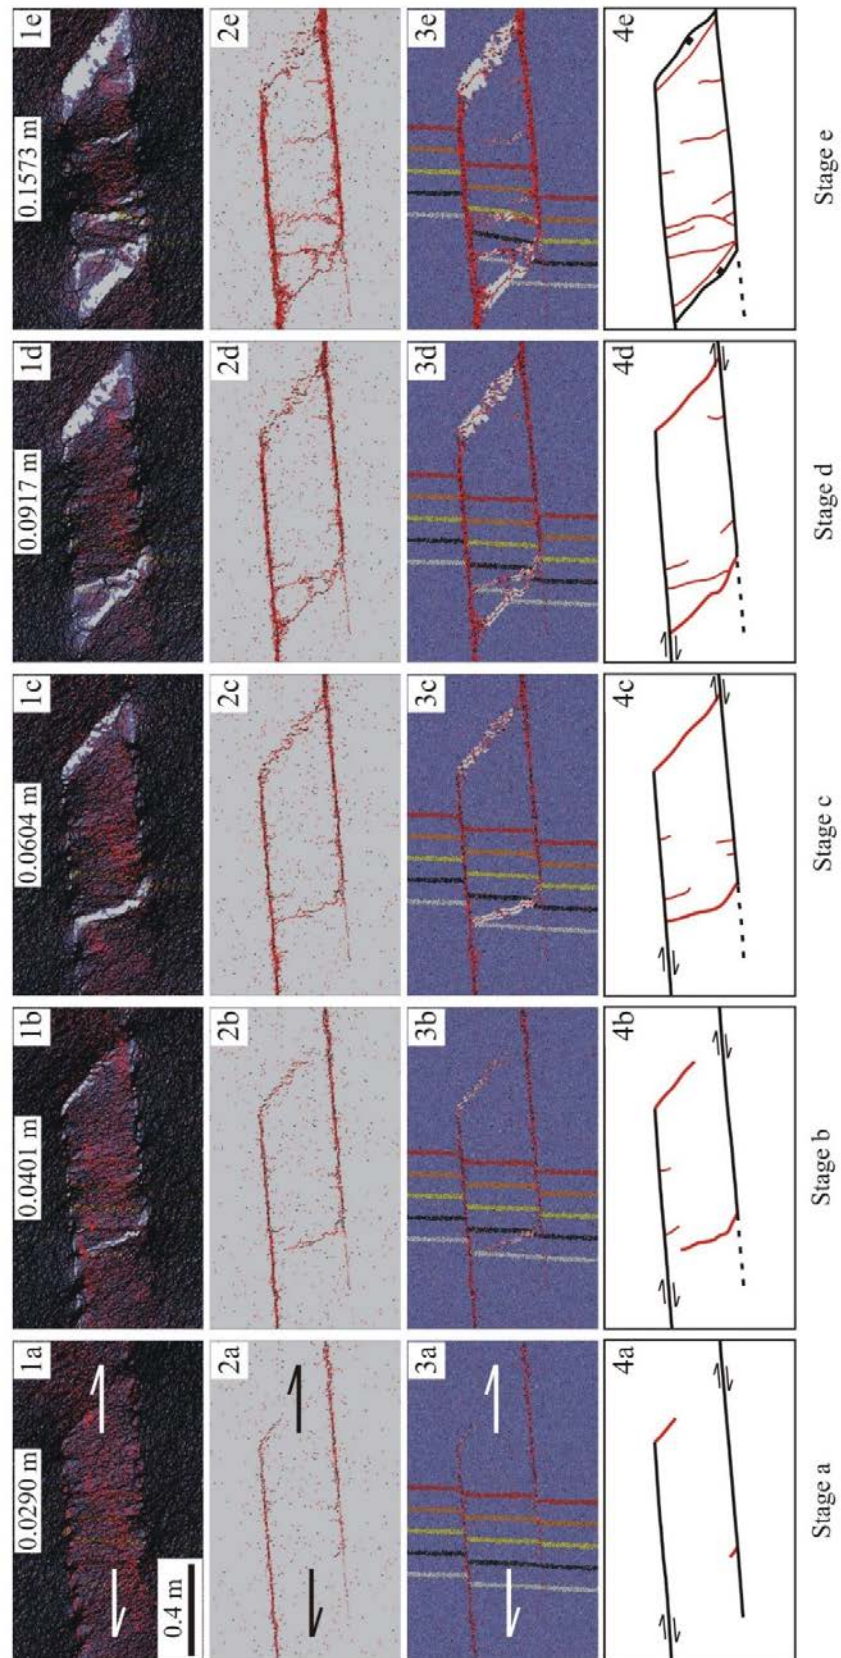 1a
0.0290 m
0.4 m
2a
3a
4a
Stage a
1b
0.0401 m
2b
3b
4b
Stage b
1c
0.0604 m
2c
3c
4c
Stage c
1d
0.0917 m
2d
3d
4d
Stage d
1e
0.1573 m
2e
3e
4e
Stage e